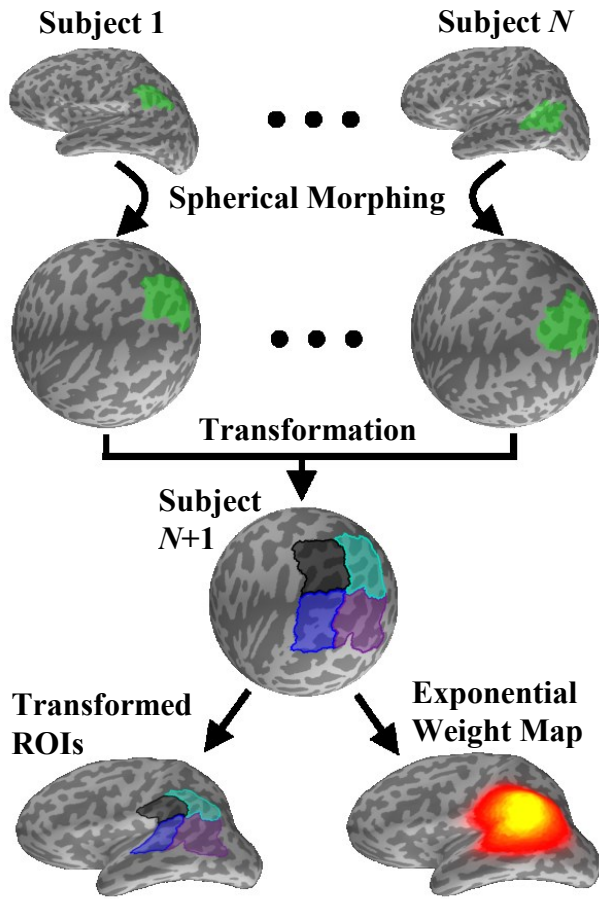 Subject 1
Subject N
Spherical Morphing
Transformation
Subject
N+1
Transformed
ROIs
Exponential
Weight Map